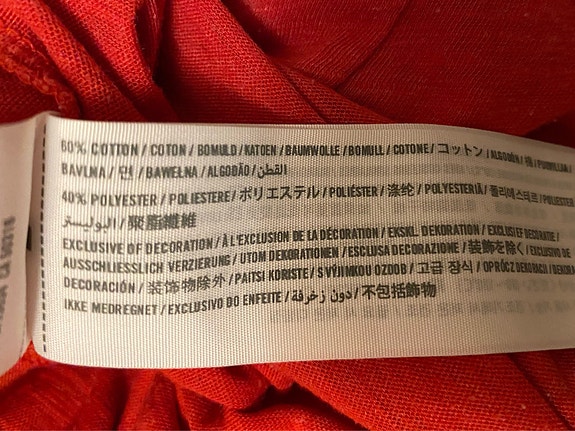 60% COTTON / COTON / BOMULD / KATOEN / BAUMWOLLE / BOMULL / COTONE / コットン / ALGODÓN / 棉 / PUUVILLAA /
BAVLNA / 면 / BAWEŁNA / ALGODÃO / القطن
40% POLYESTER / POLIESTERE / ポリエステル / POLIÉSTER / 涤纶 / POLYESTERIÄ / 폴리에스테르 / POLIESTER
البوليستر / 聚脂纖維
EXCLUSIVE OF DECORATION / À L'EXCLUSION DE LA DÉCORATION / EKSKL. DEKORATION / EXCLUSIEF DECORATIE /
AUSSCHLIESSLICH VERZIERUNG / UTOM DEKORATIONEN / ESCLUSA DECORAZIONE / 装飾を除く / EXCLUSIVO DE
DECORACIÓN / 装饰物除外 / PAITSI KORISTE / S VÝJIMKOU OZDOB / 고급 장식 / OPRÓCZ DEKORACJI /
IKKE MEDREGNET / EXCLUSIVO DO ENFEITE / دون زخرفة / 不包括飾物